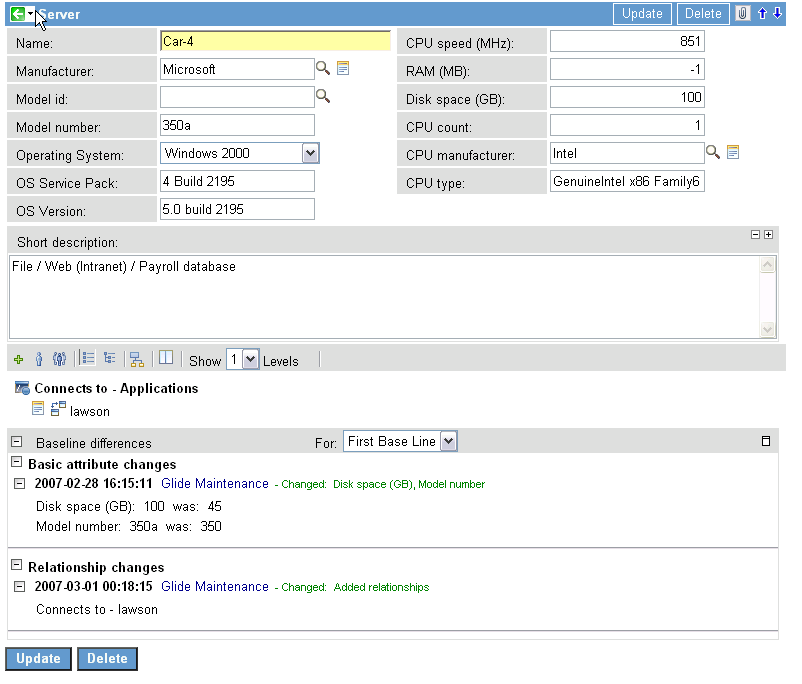 Server Update Delete
Name: Car-4 CPU speed (MHz): 851
Manufacturer: Microsoft RAM (MB): -1
Model id: Disk space (GB): 100
Model number: 350a CPU count: 1
Operating System: Windows 2000 CPU manufacturer: Intel
OS Service Pack: 4 Build 2195 CPU type: GenuineIntel x86 Family6
OS Version: 5.0 build 2195
Short description:
File / Web (Intranet) / Payroll database
Show 1 Levels
Connects to - Applications
lawson
Baseline differences For: First Base Line
Basic attribute changes
2007-02-28 16:15:11 Glide Maintenance - Changed: Disk space (GB), Model number
Disk space (GB): 100 was: 45
Model number: 350a was: 350
Relationship changes
2007-03-01 00:18:15 Glide Maintenance - Changed: Added relationships
Connects to - lawson
Update Delete